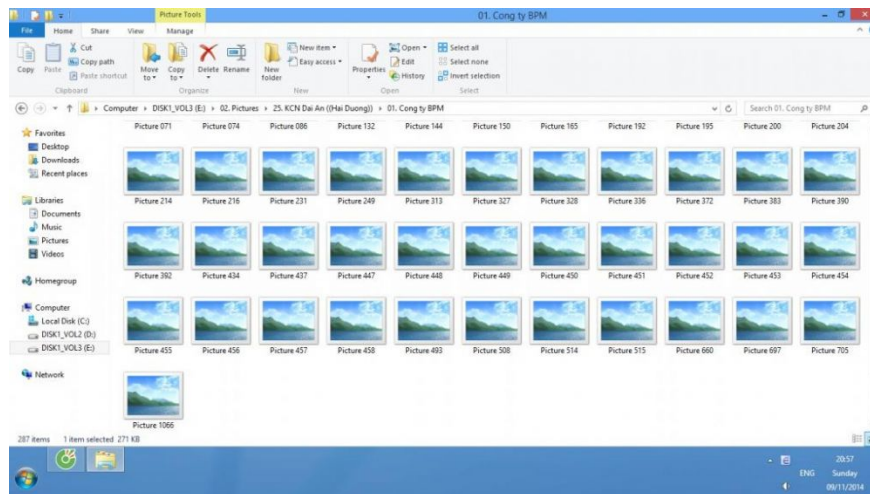 Picture Tools
01. Cong ty BPM
File Home Share View Manage
Copy
Paste
Cut
Copy path
Paste shortcut
Clipboard
Move to
Copy to
Delete
Rename
Organize
New folder
New item
Easy access
New
Properties
Open
Edit
History
Open
Select all
Select none
Invert selection
Select
Computer DISK1_VOL3 (E:) 02. Pictures 25. KCN Dai An ((Hai Duong)) 01. Cong ty BPM
Search 01. Cong ty BPM
Favorites
Desktop
Downloads
Recent places
Libraries
Documents
Music
Pictures
Videos
Homegroup
Computer
Local Disk (C:)
DISK1_VOL2 (D:)
DISK1_VOL3 (E:)
Network
Picture 071 Picture 074 Picture 086 Picture 132 Picture 144 Picture 150 Picture 165 Picture 192 Picture 195 Picture 200 Picture 204
Picture 214 Picture 216 Picture 231 Picture 249 Picture 313 Picture 327 Picture 328 Picture 336 Picture 372 Picture 383 Picture 390
Picture 392 Picture 434 Picture 437 Picture 447 Picture 448 Picture 449 Picture 450 Picture 451 Picture 452 Picture 453 Picture 454
Picture 455 Picture 456 Picture 457 Picture 458 Picture 493 Picture 508 Picture 514 Picture 515 Picture 660 Picture 697 Picture 705
Picture 1066
287 items 1 item selected 271 KB
20:57
ENG Sunday
09/11/2014